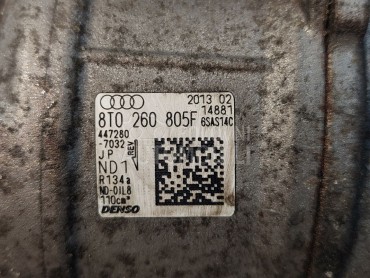 2013 02
14881
8T0 260 805F 6SAS14C
447280
-7032 REV
JP
ND1
R134a
ND-OIL8
110cm³
DENSO